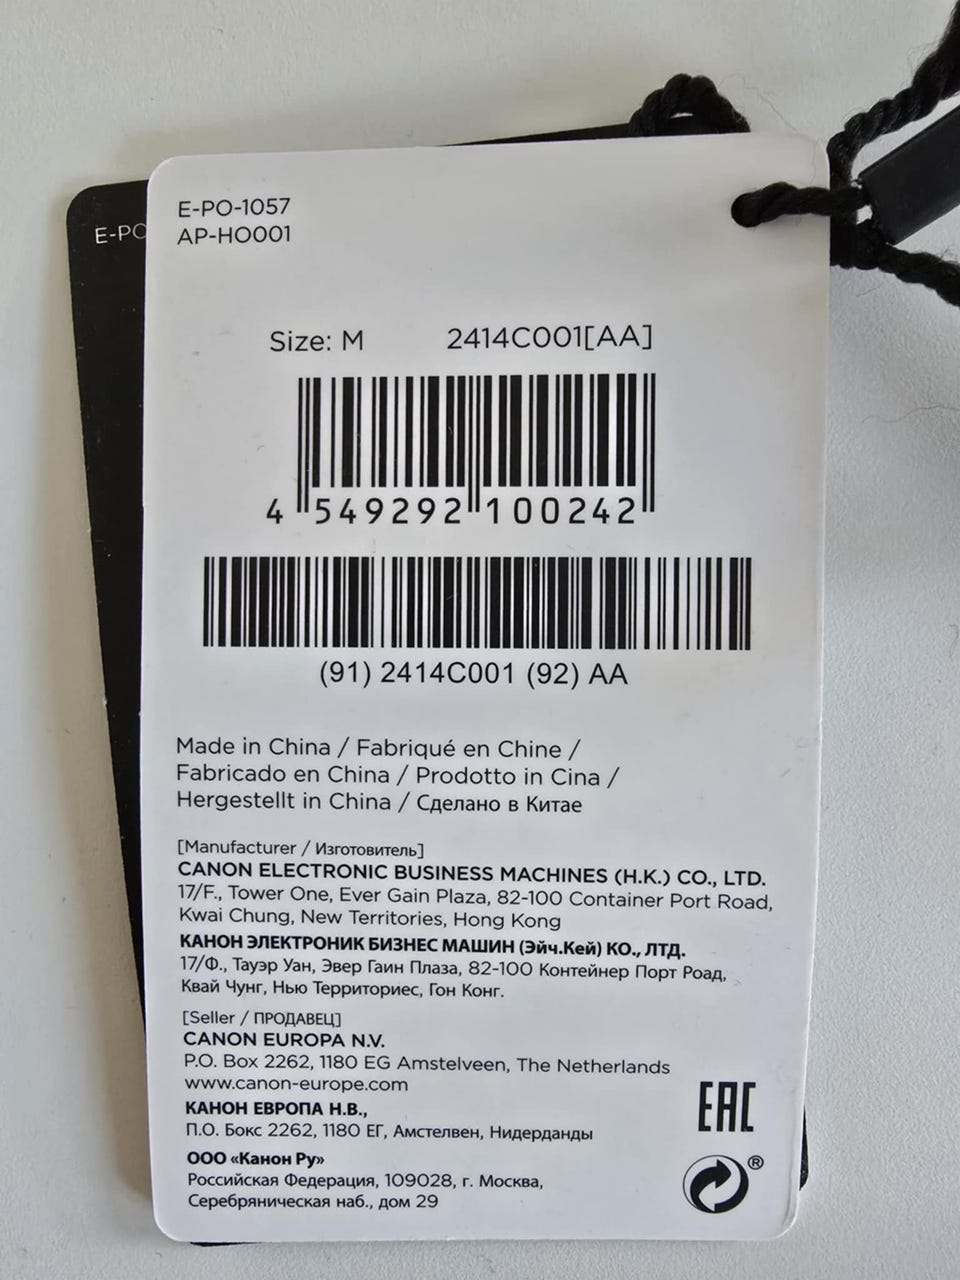 E-PO-1057
AP-HO001
E-PO
Size: M 2414C001[AA]
4 549292 100242
(91) 2414C001 (92) AA
Made in China / Fabriqué en Chine /
Fabricado en China / Prodotto in Cina /
Hergestellt in China / Сделано в Китае
[Manufacturer / Изготовитель]
CANON ELECTRONIC BUSINESS MACHINES (H.K.) CO., LTD.
17/F., Tower One, Ever Gain Plaza, 82-100 Container Port Road,
Kwai Chung, New Territories, Hong Kong
КАНОН ЭЛЕКТРОНИК БИЗНЕС МАШИН (Эйч.Кей) КО., ЛТД.
17/Ф., Тауэр Уан, Эвер Гаин Плаза, 82-100 Контейнер Порт Роад,
Квай Чунг, Нью Территориес, Гон Конг.
[Seller / ПРОДАВЕЦ]
CANON EUROPA N.V.
P.O. Box 2262, 1180 EG Amstelveen, The Netherlands
www.canon-europe.com
КАНОН ЕВРОПА Н.В.,
П.О. Бокс 2262, 1180 ЕГ, Амстелвен, Нидерданды
ООО «Канон Ру»
Российская Федерация, 109028, г. Москва,
Серебряническая наб., дом 29
EAC
®